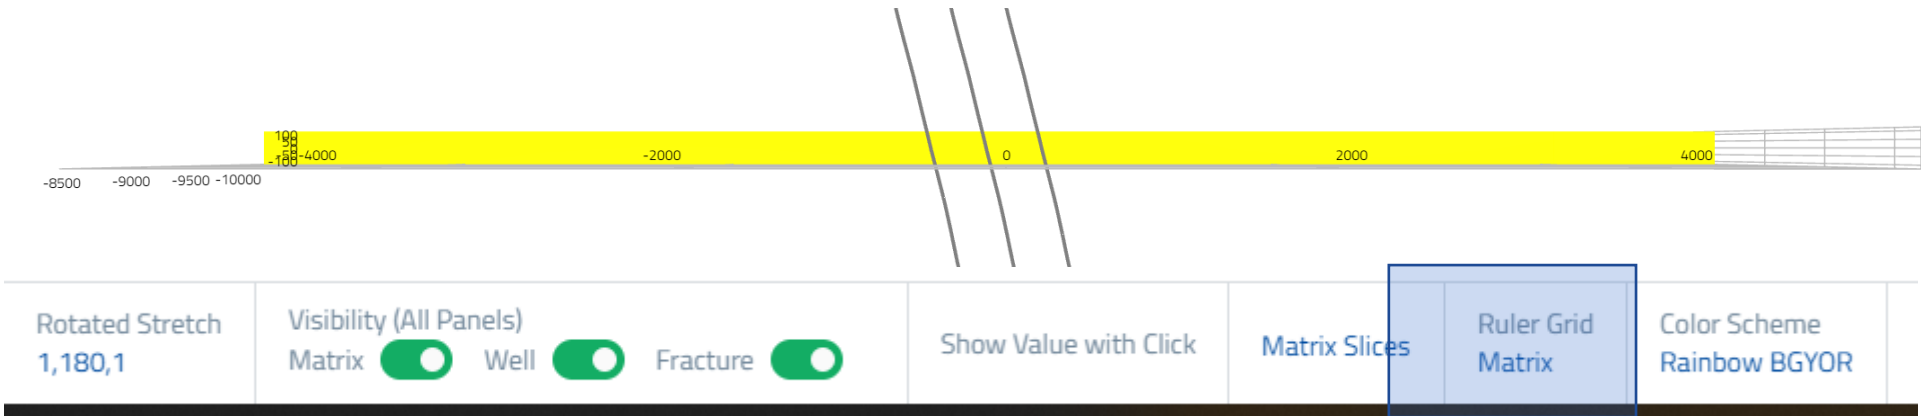 100
50
0
-50
-100
-4000
-2000
0
2000
4000
-8500
-9000
-9500
-10000
Rotated Stretch
1,180,1
Visibility (All Panels)
Matrix Well Fracture
Show Value with Click
Matrix Slices
Ruler Grid
Matrix
Color Scheme
Rainbow BGYOR